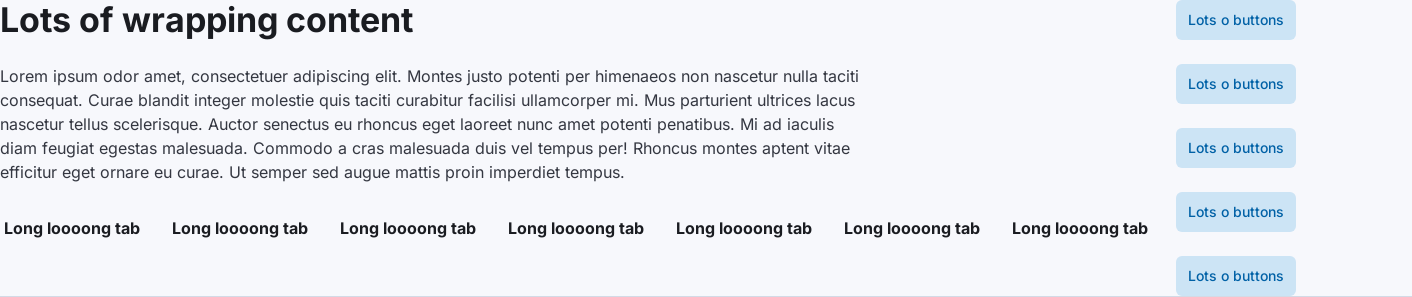 Lots of wrapping content
Lorem ipsum odor amet, consectetuer adipiscing elit. Montes justo potenti per himenaeos non nascetur nulla taciti
consequat. Curae blandit integer molestie quis taciti curabitur facilisi ullamcorper mi. Mus parturient ultrices lacus
nascetur tellus scelerisque. Auctor senectus eu rhoncus eget laoreet nunc amet potenti penatibus. Mi ad iaculis
diam feugiat egestas malesuada. Commodo a cras malesuada duis vel tempus per! Rhoncus montes aptent vitae
efficitur eget ornare eu curae. Ut semper sed augue mattis proin imperdiet tempus.
Long loooong tab Long loooong tab Long loooong tab Long loooong tab Long loooong tab Long loooong tab Long loooong tab
Lots o buttons
Lots o buttons
Lots o buttons
Lots o buttons
Lots o buttons